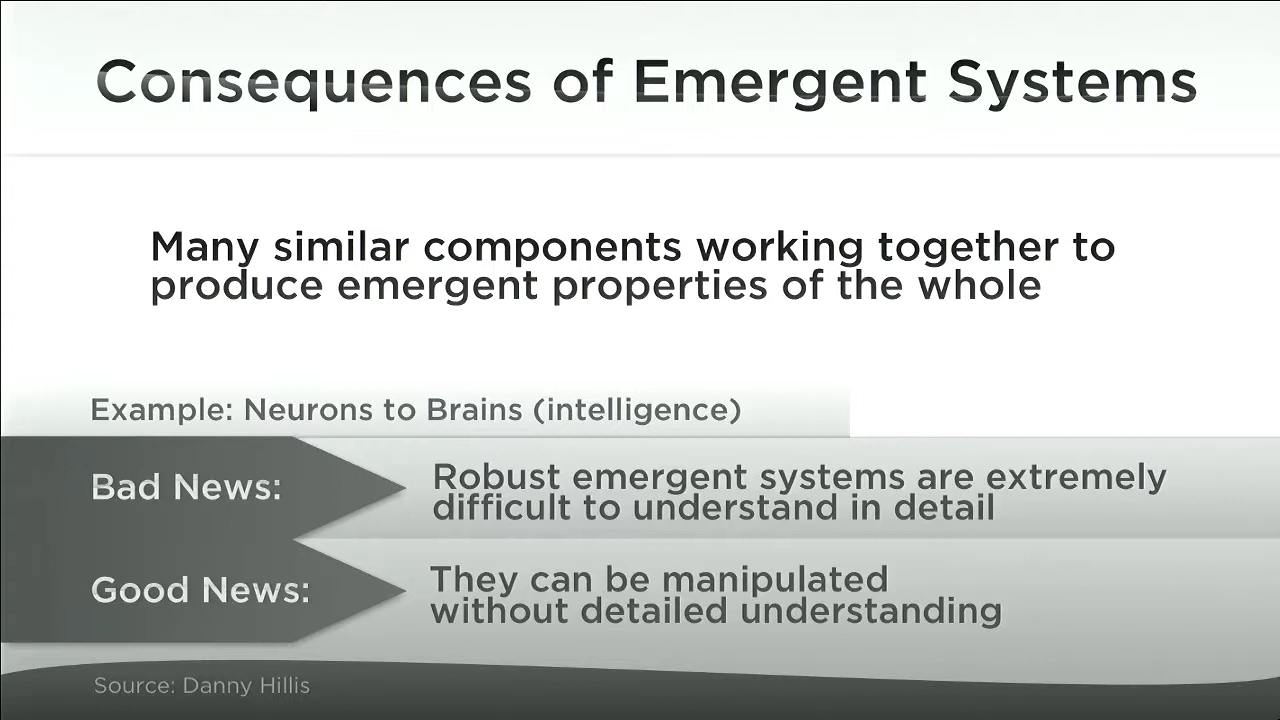 Consequences of Emergent Systems
Many similar components working together to
produce emergent properties of the whole
Example: Neurons to Brains (intelligence)
Bad News:
Robust emergent systems are extremely
difficult to understand in detail
Good News:
They can be manipulated
without detailed understanding
Source: Danny Hillis